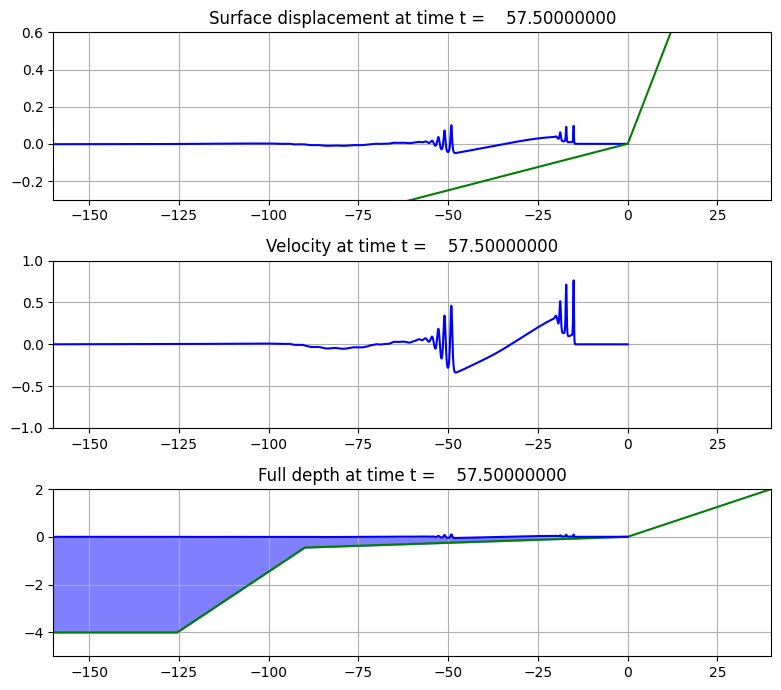 Surface displacement at time t =    57.50000000
0.6
0.4
0.2
0.0
−0.2
−150 −125 −100 −75 −50 −25 0 25
Velocity at time t =    57.50000000
1.0
0.5
0.0
−0.5
−1.0
−150 −125 −100 −75 −50 −25 0 25
Full depth at time t =    57.50000000
2
0
−2
−4
−150 −125 −100 −75 −50 −25 0 25